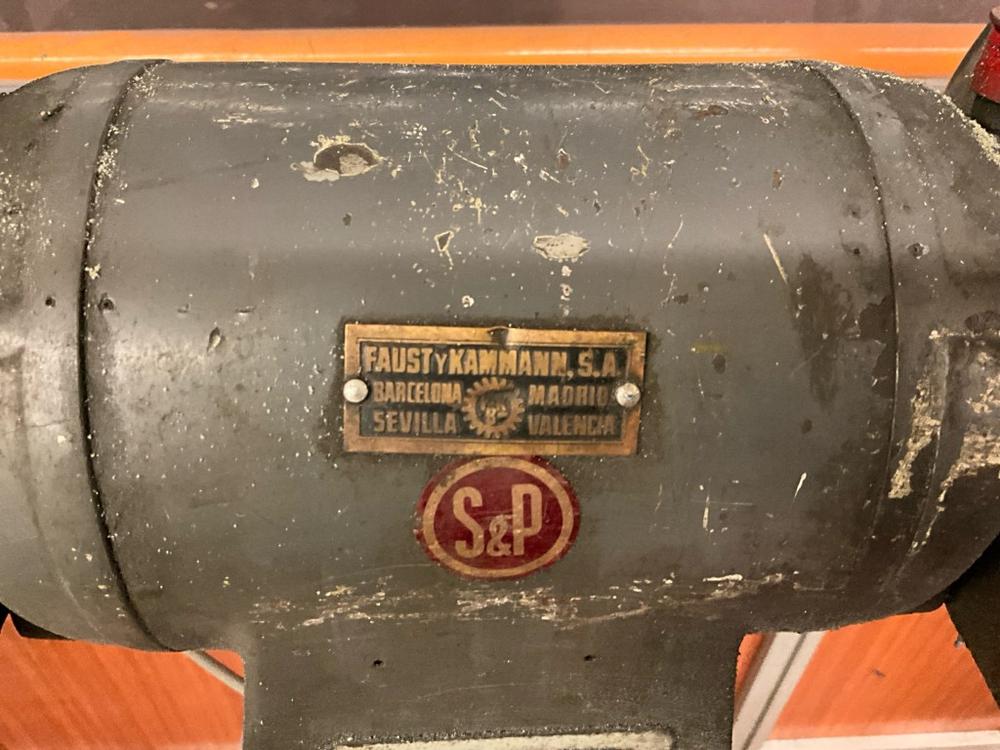 FAUST Y KAMMANN, S.A.
BARCELONA MADRID
SEVILLA VALENCIA
S&P